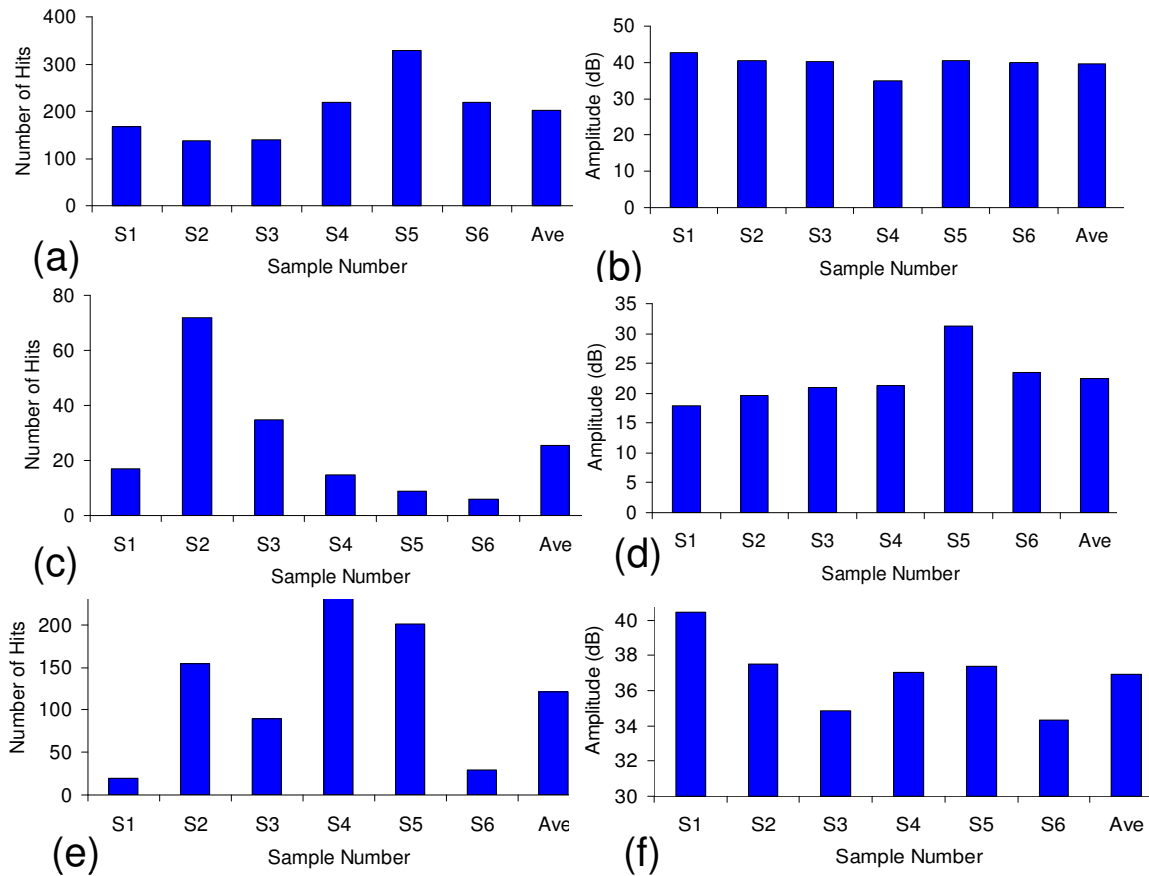 Number of Hits
400
300
200
100
0
S1 S2 S3 S4 S5 S6 Ave
Sample Number
(a)
Amplitude (dB)
50
40
30
20
10
0
S1 S2 S3 S4 S5 S6 Ave
Sample Number
(b)
Number of Hits
80
60
40
20
0
S1 S2 S3 S4 S5 S6 Ave
Sample Number
(c)
Amplitude (dB)
35
30
25
20
15
10
5
0
S1 S2 S3 S4 S5 S6 Ave
Sample Number
(d)
Number of Hits
200
150
100
50
0
S1 S2 S3 S4 S5 S6 Ave
Sample Number
(e)
Amplitude (dB)
40
38
36
34
32
30
S1 S2 S3 S4 S5 S6 Ave
Sample Number
(f)